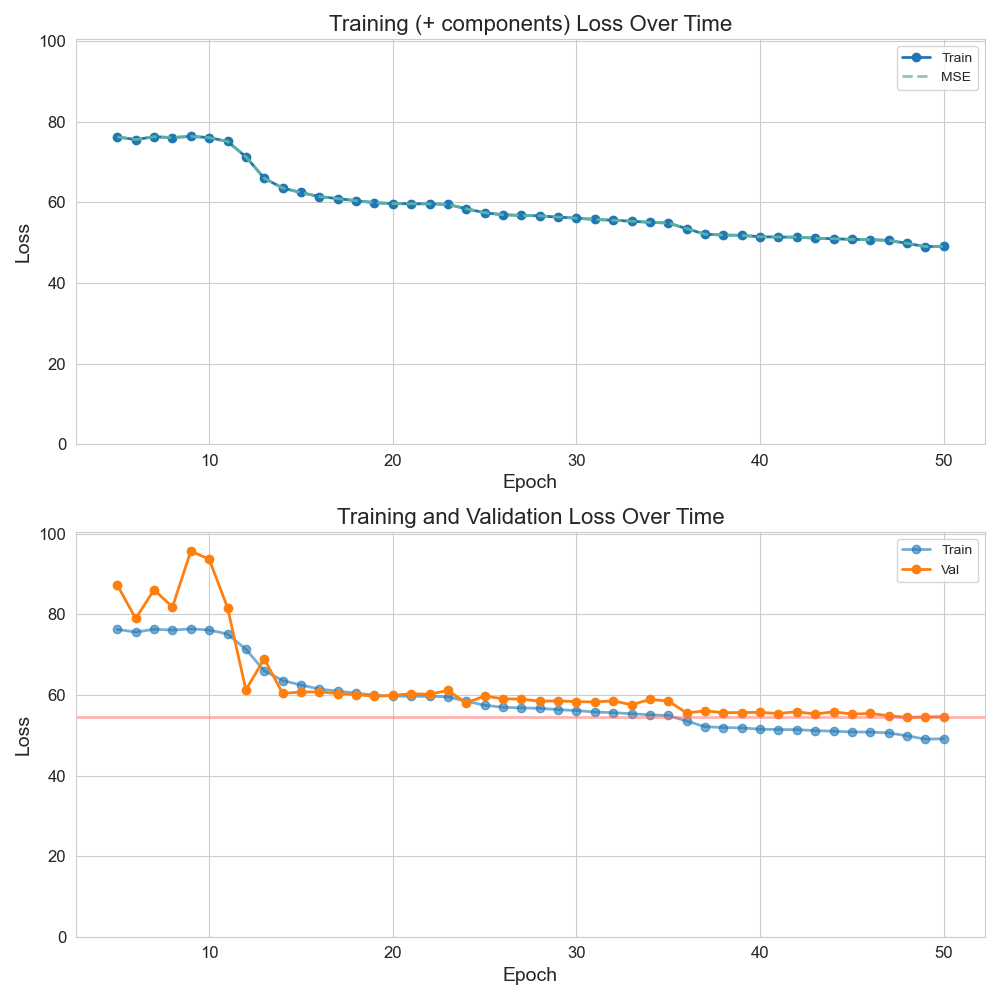 Training (+ components) Loss Over Time
100
80
60
40
20
0
Loss
Train
MSE
10 20 30 40 50
Epoch
Training and Validation Loss Over Time
100
80
60
40
20
0
Loss
Train
Val
10 20 30 40 50
Epoch